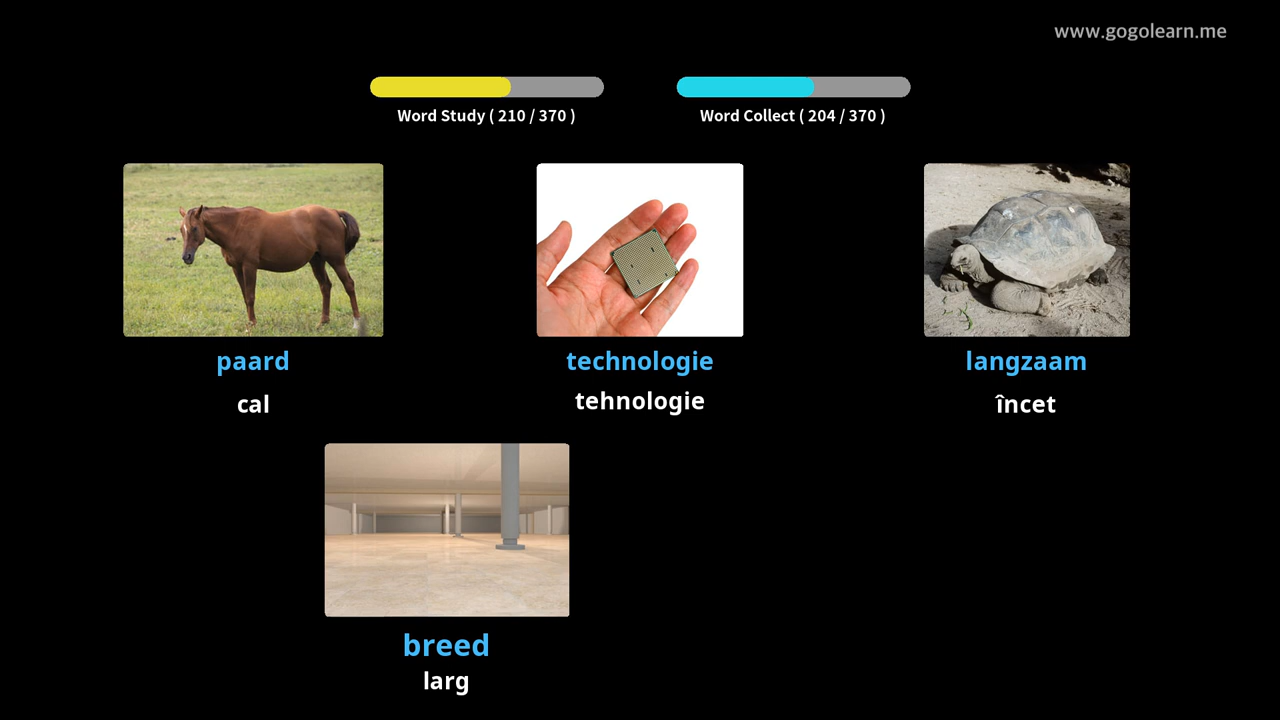 www.gogolearn.me
Word Study ( 210 / 370 )
Word Collect ( 204 / 370 )
paard
technologie
langzaam
cal
tehnologie
încet
breed
larg